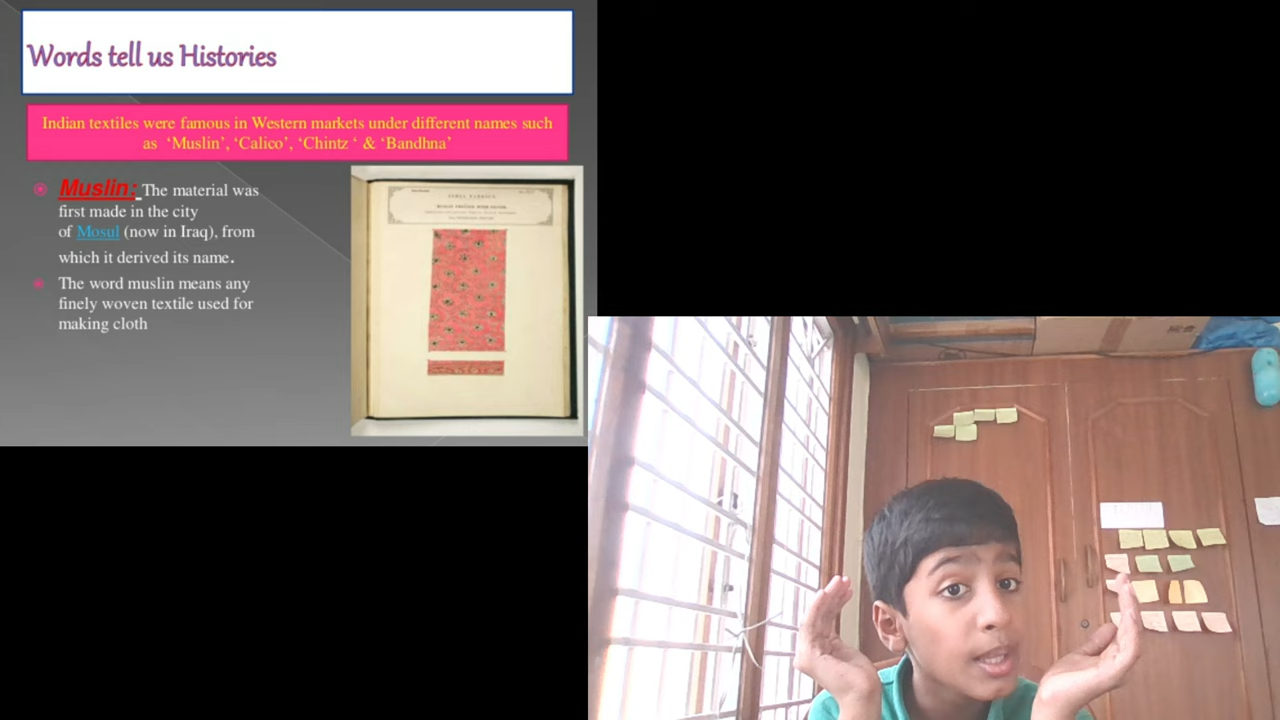 Words tell us Histories
Indian textiles were famous in Western markets under different names such
as ‘Muslin’, ‘Calico’, ‘Chintz ‘ & ‘Bandhna’
Muslin: The material was
first made in the city
of Mosul (now in Iraq), from
which it derived its name.
The word muslin means any
finely woven textile used for
making cloth